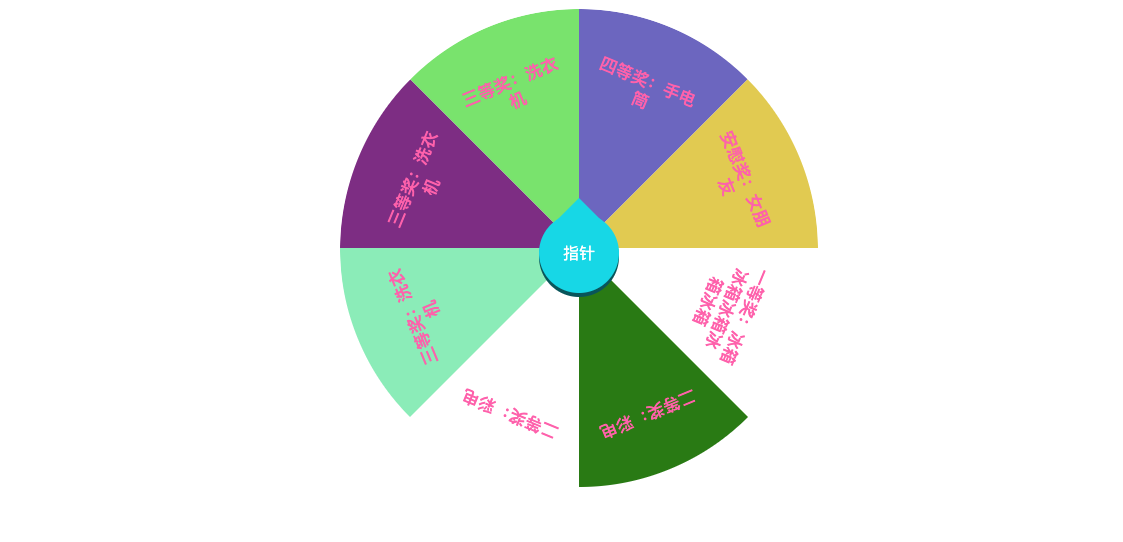 四等奖：手电
筒
安慰奖：女朋
友
一等奖：冰箱
冰箱冰箱冰
箱冰箱
二等奖：彩电
二等奖：彩电
三等奖：洗衣
机
三等奖：洗衣
机
三等奖：洗衣
机
指针